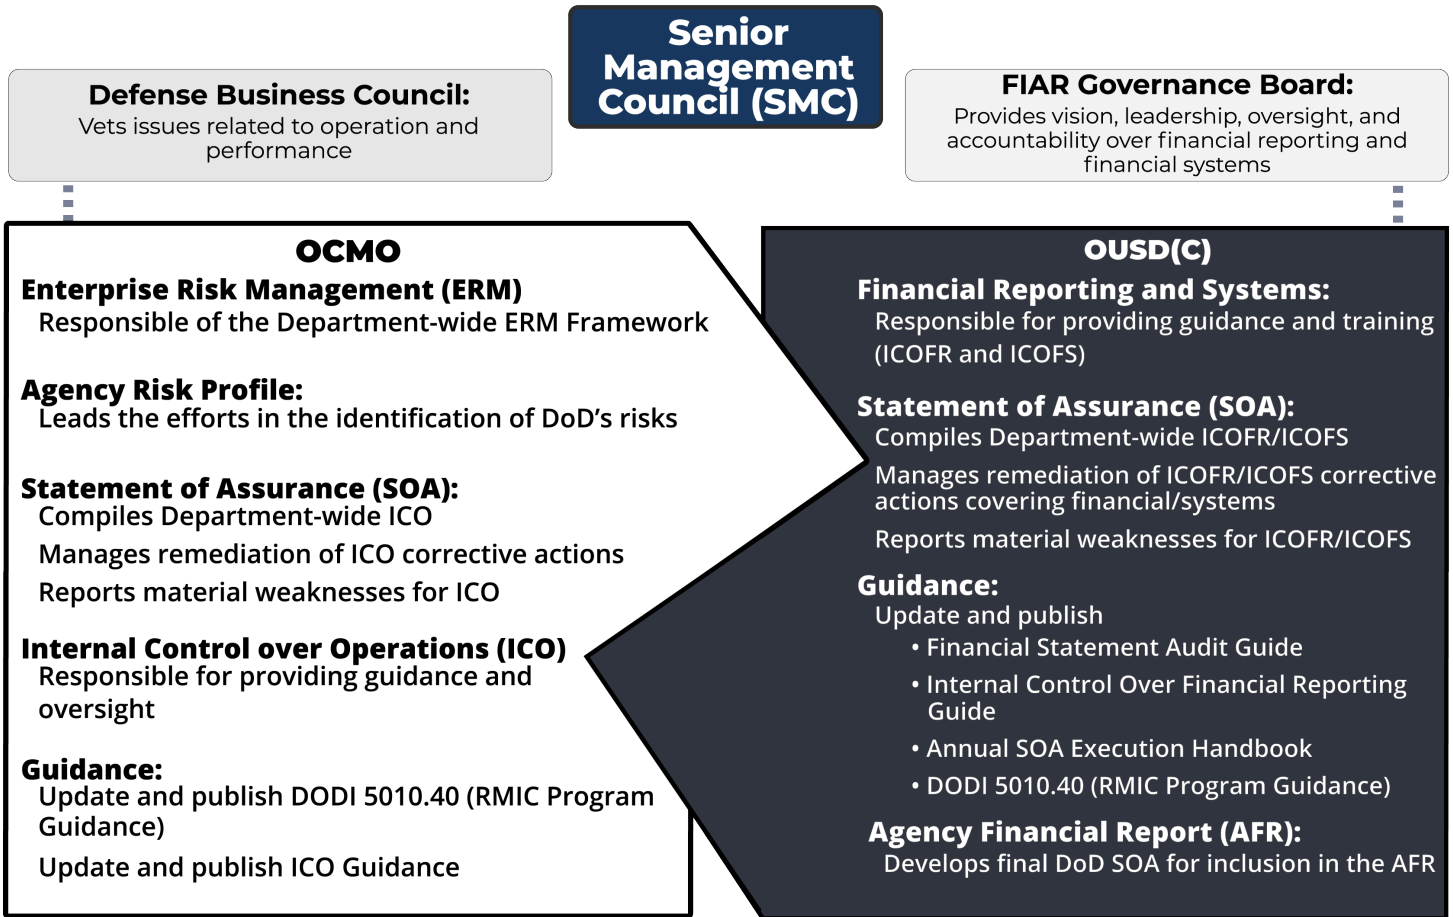 Senior
Management
Council (SMC)
Defense Business Council:
Vets issues related to operation and
performance
FIAR Governance Board:
Provides vision, leadership, oversight, and
accountability over financial reporting and
financial systems
OCMO
Enterprise Risk Management (ERM)
Responsible of the Department-wide ERM Framework
Agency Risk Profile:
Leads the efforts in the identification of DoD’s risks
Statement of Assurance (SOA):
Compiles Department-wide ICO
Manages remediation of ICO corrective actions
Reports material weaknesses for ICO
Internal Control over Operations (ICO)
Responsible for providing guidance and
oversight
Guidance:
Update and publish DODI 5010.40 (RMIC Program
Guidance)
Update and publish ICO Guidance
OUSD(C)
Financial Reporting and Systems:
Responsible for providing guidance and training
(ICOFR and ICOFS)
Statement of Assurance (SOA):
Compiles Department-wide ICOFR/ICOFS
Manages remediation of ICOFR/ICOFS corrective
actions covering financial/systems
Reports material weaknesses for ICOFR/ICOFS
Guidance:
Update and publish
• Financial Statement Audit Guide
• Internal Control Over Financial Reporting
Guide
• Annual SOA Execution Handbook
• DODI 5010.40 (RMIC Program Guidance)
Agency Financial Report (AFR):
Develops final DoD SOA for inclusion in the AFR